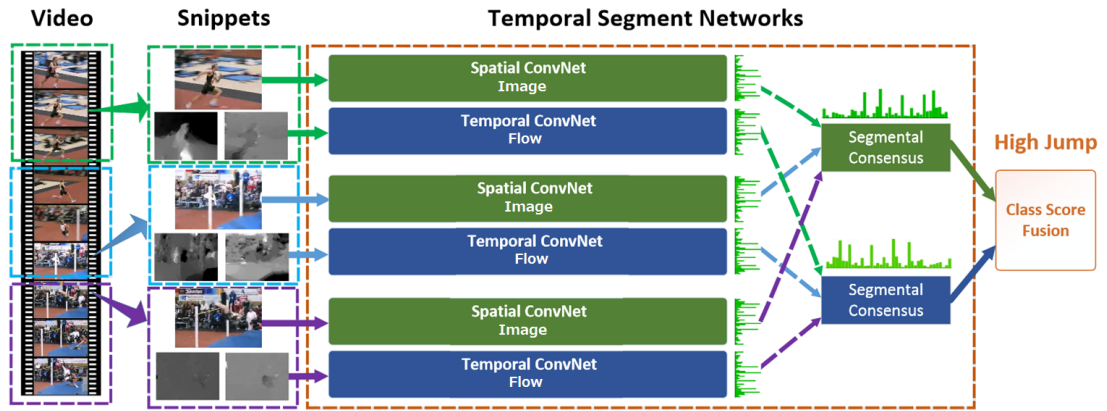 Video
Snippets
Temporal Segment Networks
Spatial ConvNet
Image
Temporal ConvNet
Flow
Spatial ConvNet
Image
Temporal ConvNet
Flow
Spatial ConvNet
Image
Temporal ConvNet
Flow
Segmental
Consensus
Segmental
Consensus
High Jump
Class Score
Fusion